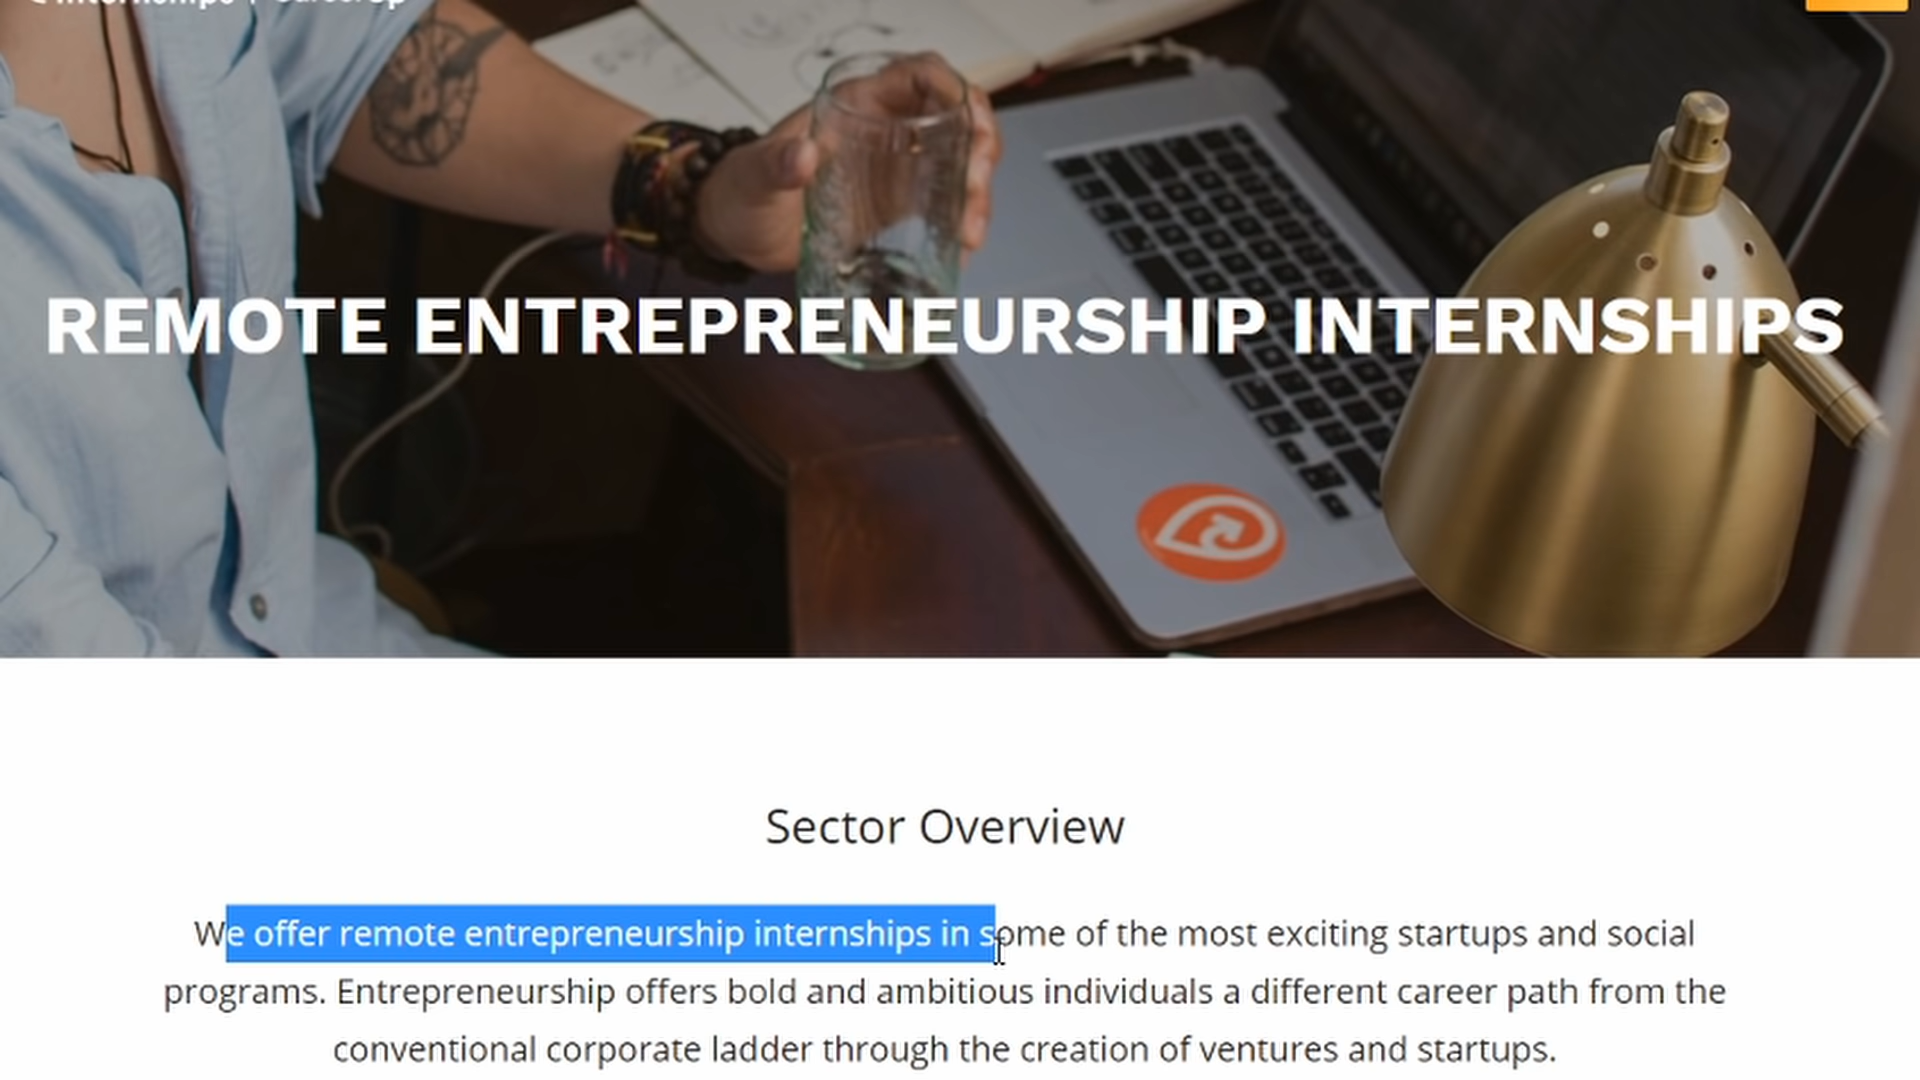 REMOTE ENTREPRENEURSHIP INTERNSHIPS
Sector Overview
We offer remote entrepreneurship internships in some of the most exciting startups and social
programs. Entrepreneurship offers bold and ambitious individuals a different career path from the
conventional corporate ladder through the creation of ventures and startups.